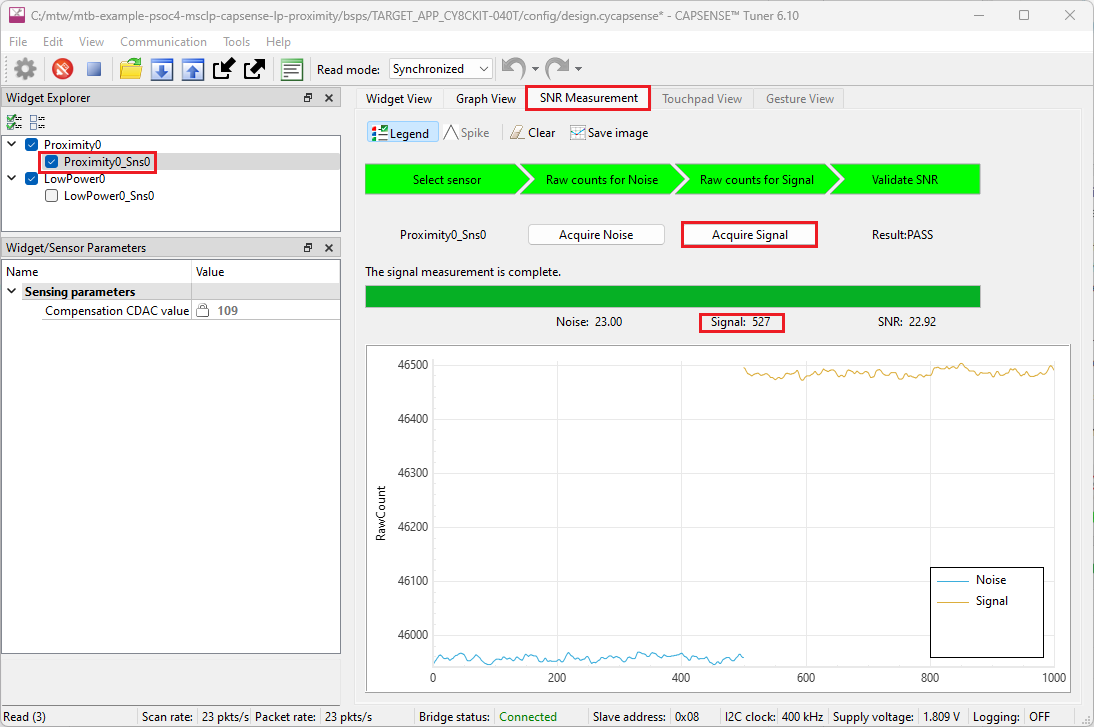 C:/mtw/mtb-example-psoc4-msclp-capsense-lp-proximity/bsps/TARGET_APP_CY8CKIT-040T/config/design.cycapsense* - CAPSENSE™ Tuner 6.10
File Edit View Communication Tools Help
Read mode: Synchronized
Widget Explorer
Proximity0
Proximity0_Sns0
LowPower0
LowPower0_Sns0
Widget/Sensor Parameters
Name Value
Sensing parameters
Compensation CDAC value 109
Widget View Graph View SNR Measurement Touchpad View Gesture View
Legend Spike Clear Save image
Select sensor Raw counts for Noise Raw counts for Signal Validate SNR
Proximity0_Sns0 Acquire Noise Acquire Signal Result:PASS
The signal measurement is complete.
Noise: 23.00 Signal: 527 SNR: 22.92
46500
46400
46300
46200
46100
46000
RawCount
Noise
Signal
0 200 400 600 800 1000
Read (3) Scan rate: 23 pkts/s Packet rate: 23 pkts/s Bridge status: Connected Slave address: 0x08 I2C clock: 400 kHz Supply voltage: 1.809 V Logging: OFF